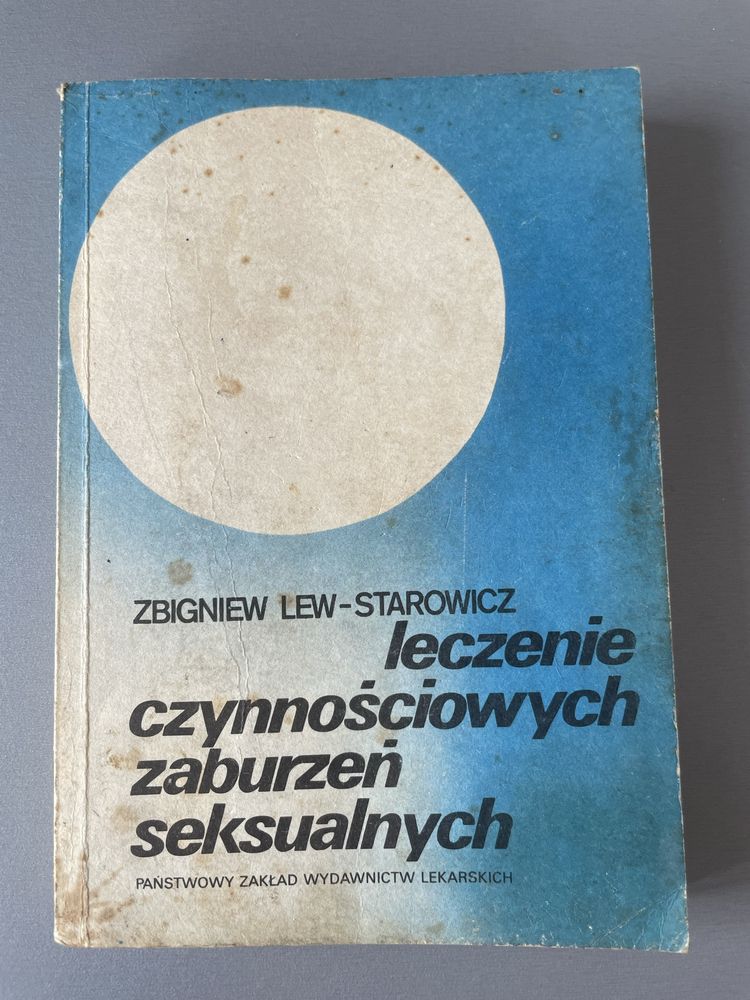 ZBIGNIEW LEW-STAROWICZ
leczenie
czynnościowych
zaburzeń
seksualnych
PAŃSTWOWY ZAKŁAD WYDAWNICTW LEKARSKICH